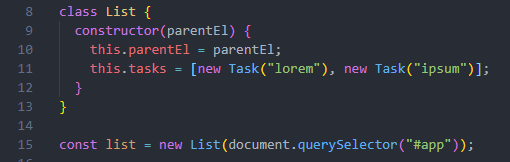 8 class List {
9 constructor(parentEl) {
10 this.parentEl = parentEl;
11 this.tasks = [new Task("lorem"), new Task("ipsum")];
12 }
13 }
14
15 const list = new List(document.querySelector("#app"));